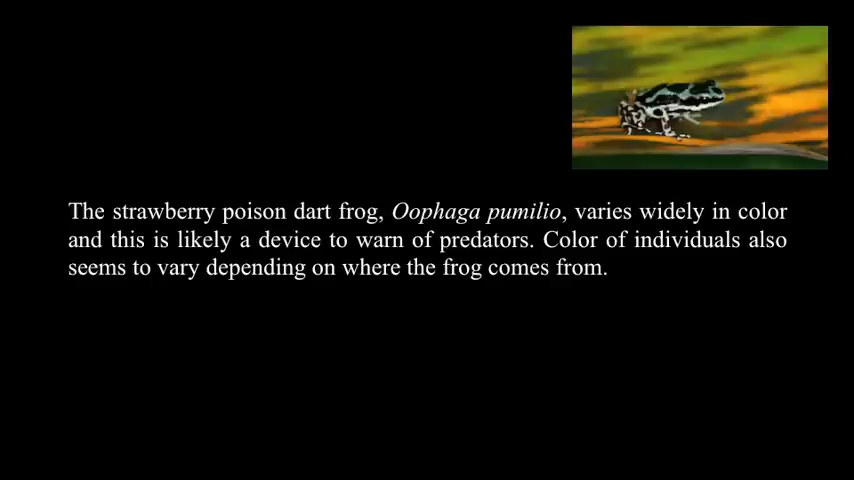 The strawberry poison dart frog, Oophaga pumilio, varies widely in color
and this is likely a device to warn of predators. Color of individuals also
seems to vary depending on where the frog comes from.